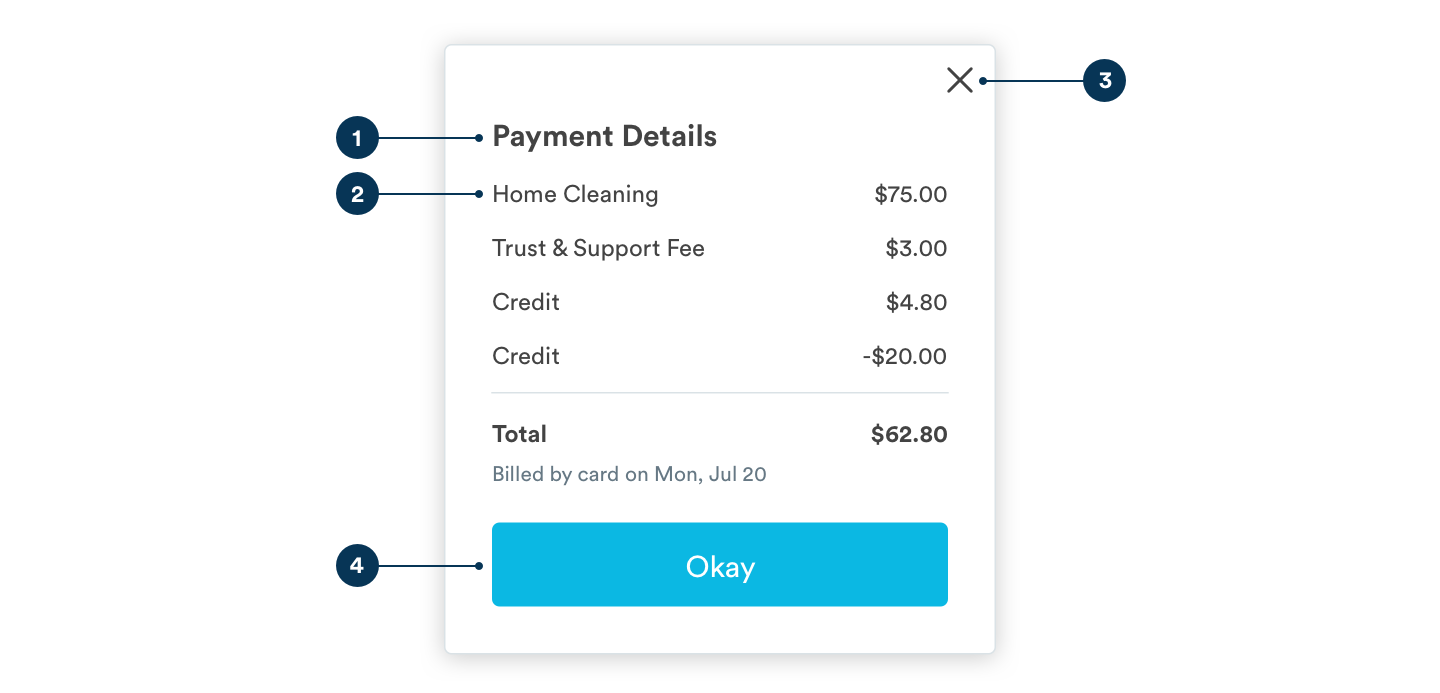 3
1 Payment Details
2 Home Cleaning $75.00
Trust & Support Fee $3.00
Credit $4.80
Credit -$20.00
Total $62.80
Billed by card on Mon, Jul 20
4 Okay